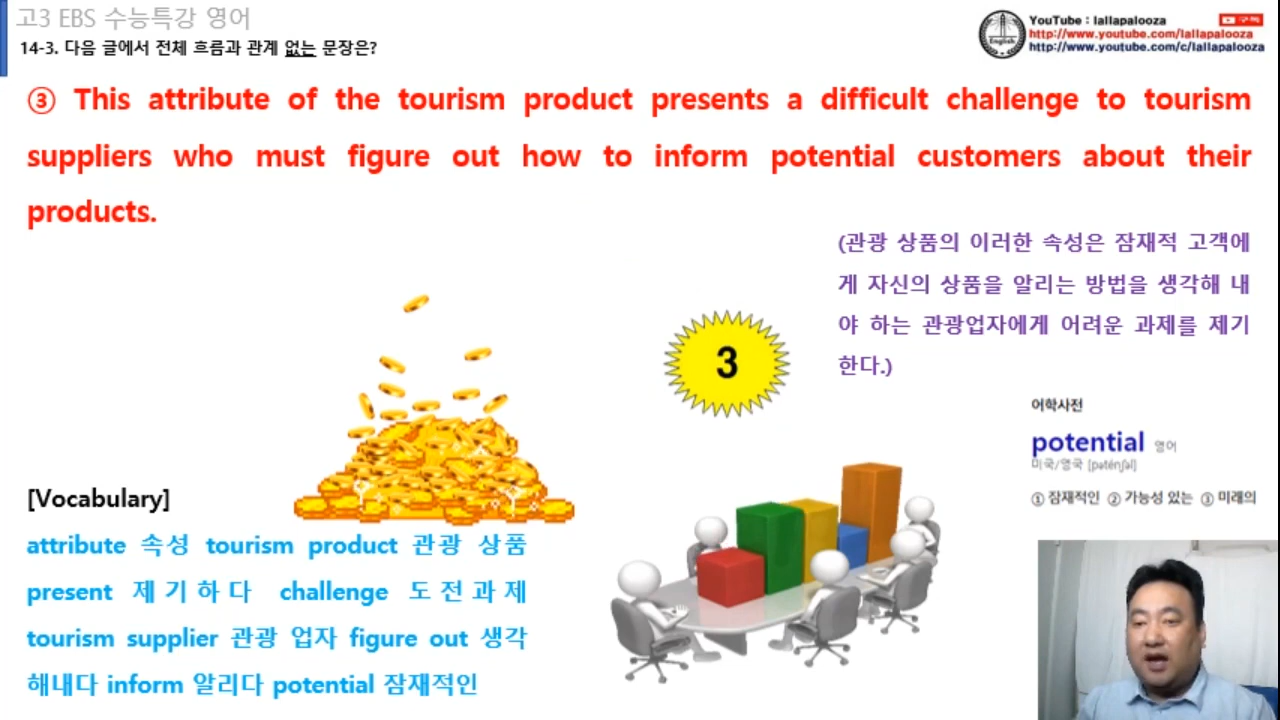 고3 EBS 수능특강 영어
14-3. 다음 글에서 전체 흐름과 관계 없는 문장은?
YouTube : lallapalooza
구독
http://www.youtube.com/lallapalooza
http://www.youtube.com/c/lallapalooza
English
③ This attribute of the tourism product presents a difficult challenge to tourism
suppliers who must figure out how to inform potential customers about their
products.
(관광 상품의 이러한 속성은 잠재적 고객에
게 자신의 상품을 알리는 방법을 생각해 내
야 하는 관광업자에게 어려운 과제를 제기
한다.)
3
어학사전
potential 영어
미국/영국 [pəténʃəl]
① 잠재적인 ② 가능성 있는 ③ 미래의
[Vocabulary]
attribute 속성 tourism product 관광 상품
present 제기하다 challenge 도전과제
tourism supplier 관광 업자 figure out 생각
해내다 inform 알리다 potential 잠재적인